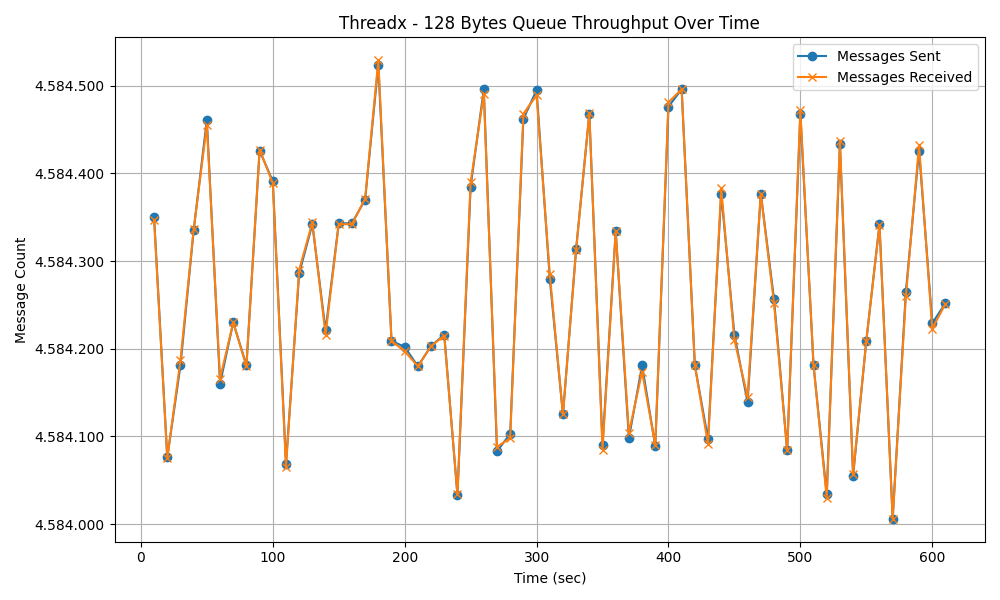 Threadx - 128 Bytes Queue Throughput Over Time
Messages Sent
Messages Received
Message Count
4.584.500
4.584.400
4.584.300
4.584.200
4.584.100
4.584.000
0 100 200 300 400 500 600
Time (sec)